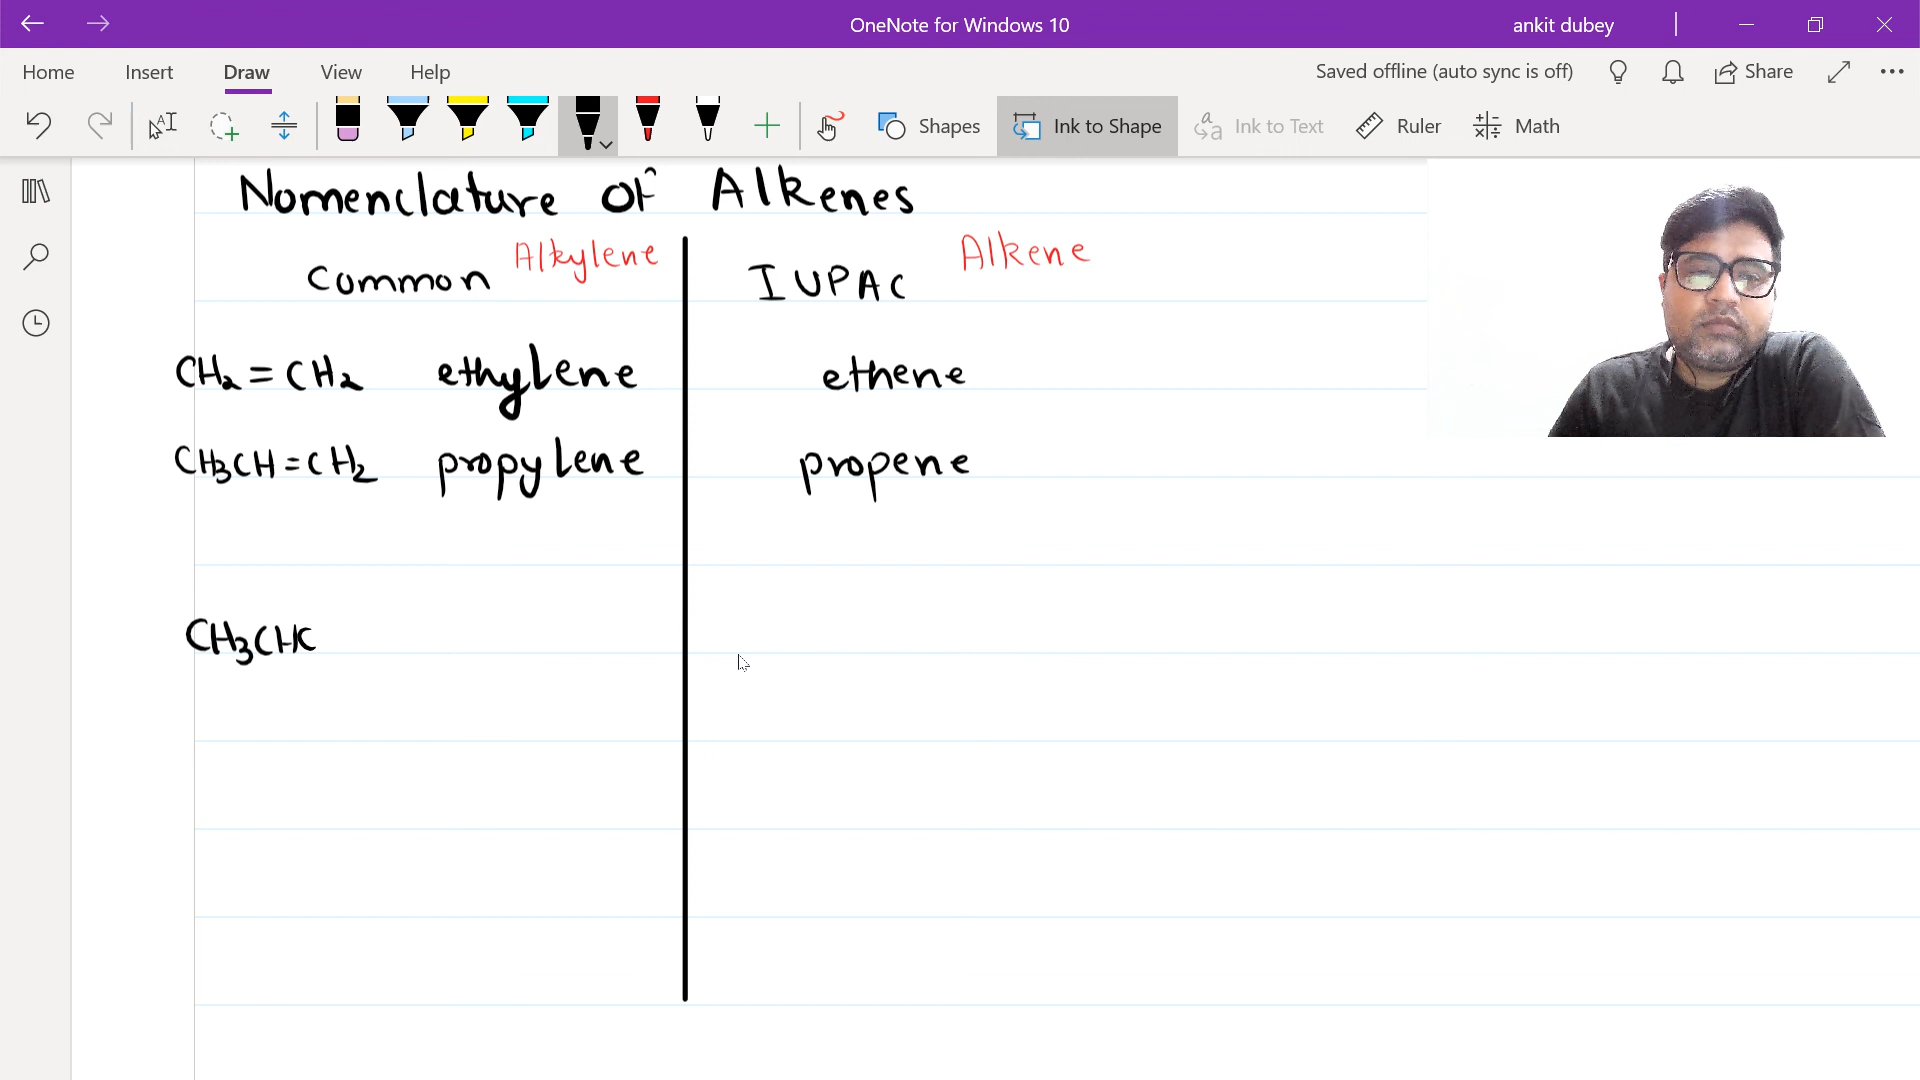 OneNote for Windows 10 ankit dubey
Home Insert Draw View Help Saved offline (auto sync is off) Share
Shapes Ink to Shape Ink to Text Ruler Math
Nomenclature of Alkenes
Common Alkylene IUPAC Alkene
CH2=CH2 ethylene ethene
CH3CH=CH2 propylene propene
CH3CHC